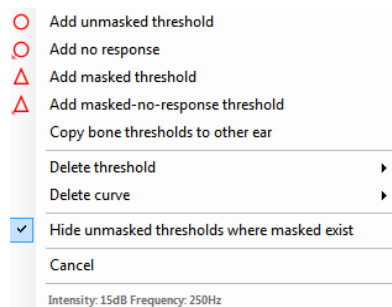 Add unmasked threshold
Add no response
Add masked threshold
Add masked-no-response threshold
Copy bone thresholds to other ear
Delete threshold
Delete curve
Hide unmasked thresholds where masked exist
Cancel
Intensity: 15dB Frequency: 250Hz